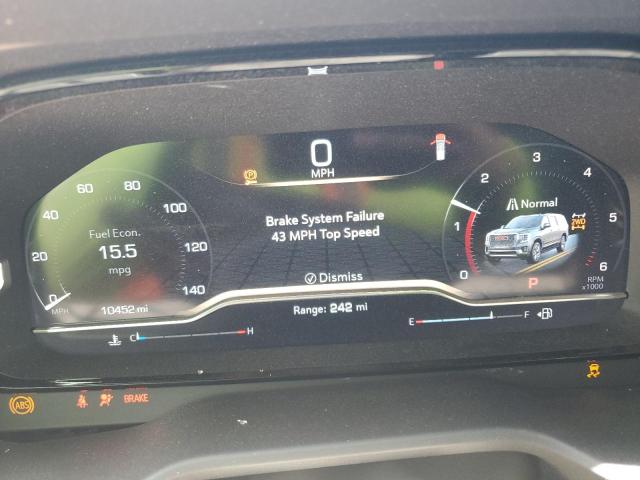 0
MPH
Brake System Failure
43 MPH Top Speed
Dismiss
Range: 242 mi
0
20
40
60
80
100
120
140
MPH
Fuel Econ.
15.5
mpg
10452 mi
C
H
0
1
2
3
4
5
6
RPM
x1000
Normal
2WD
P
E
F
ABS
BRAKE